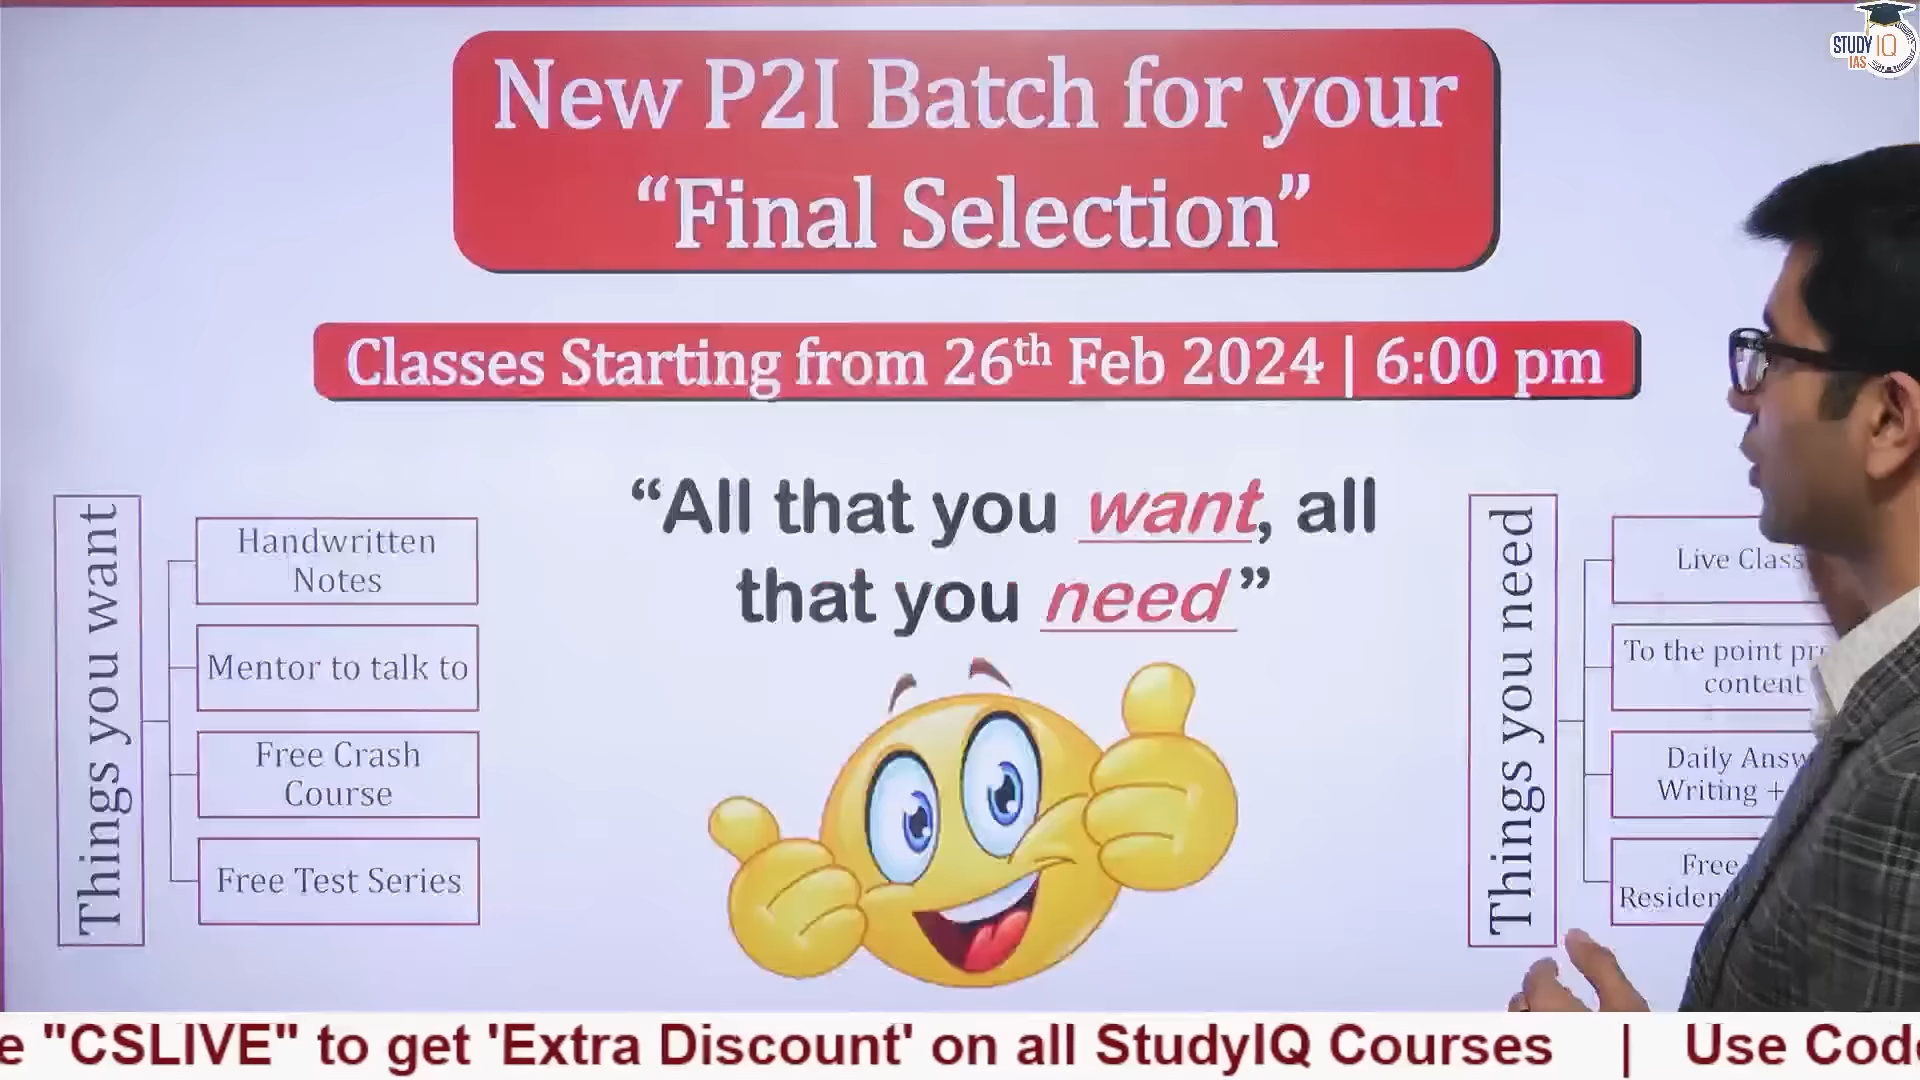 STUDY IQ
IAS
New P2I Batch for your
“Final Selection”
Classes Starting from 26th Feb 2024 | 6:00 pm
“All that you want, all
that you need”
Things you want
Handwritten
Notes
Mentor to talk to
Free Crash
Course
Free Test Series
Things you need
Live
To the point
content
Daily
Writing +
Free
"CSLIVE" to get 'Extra Discount' on all StudyIQ Courses | Use